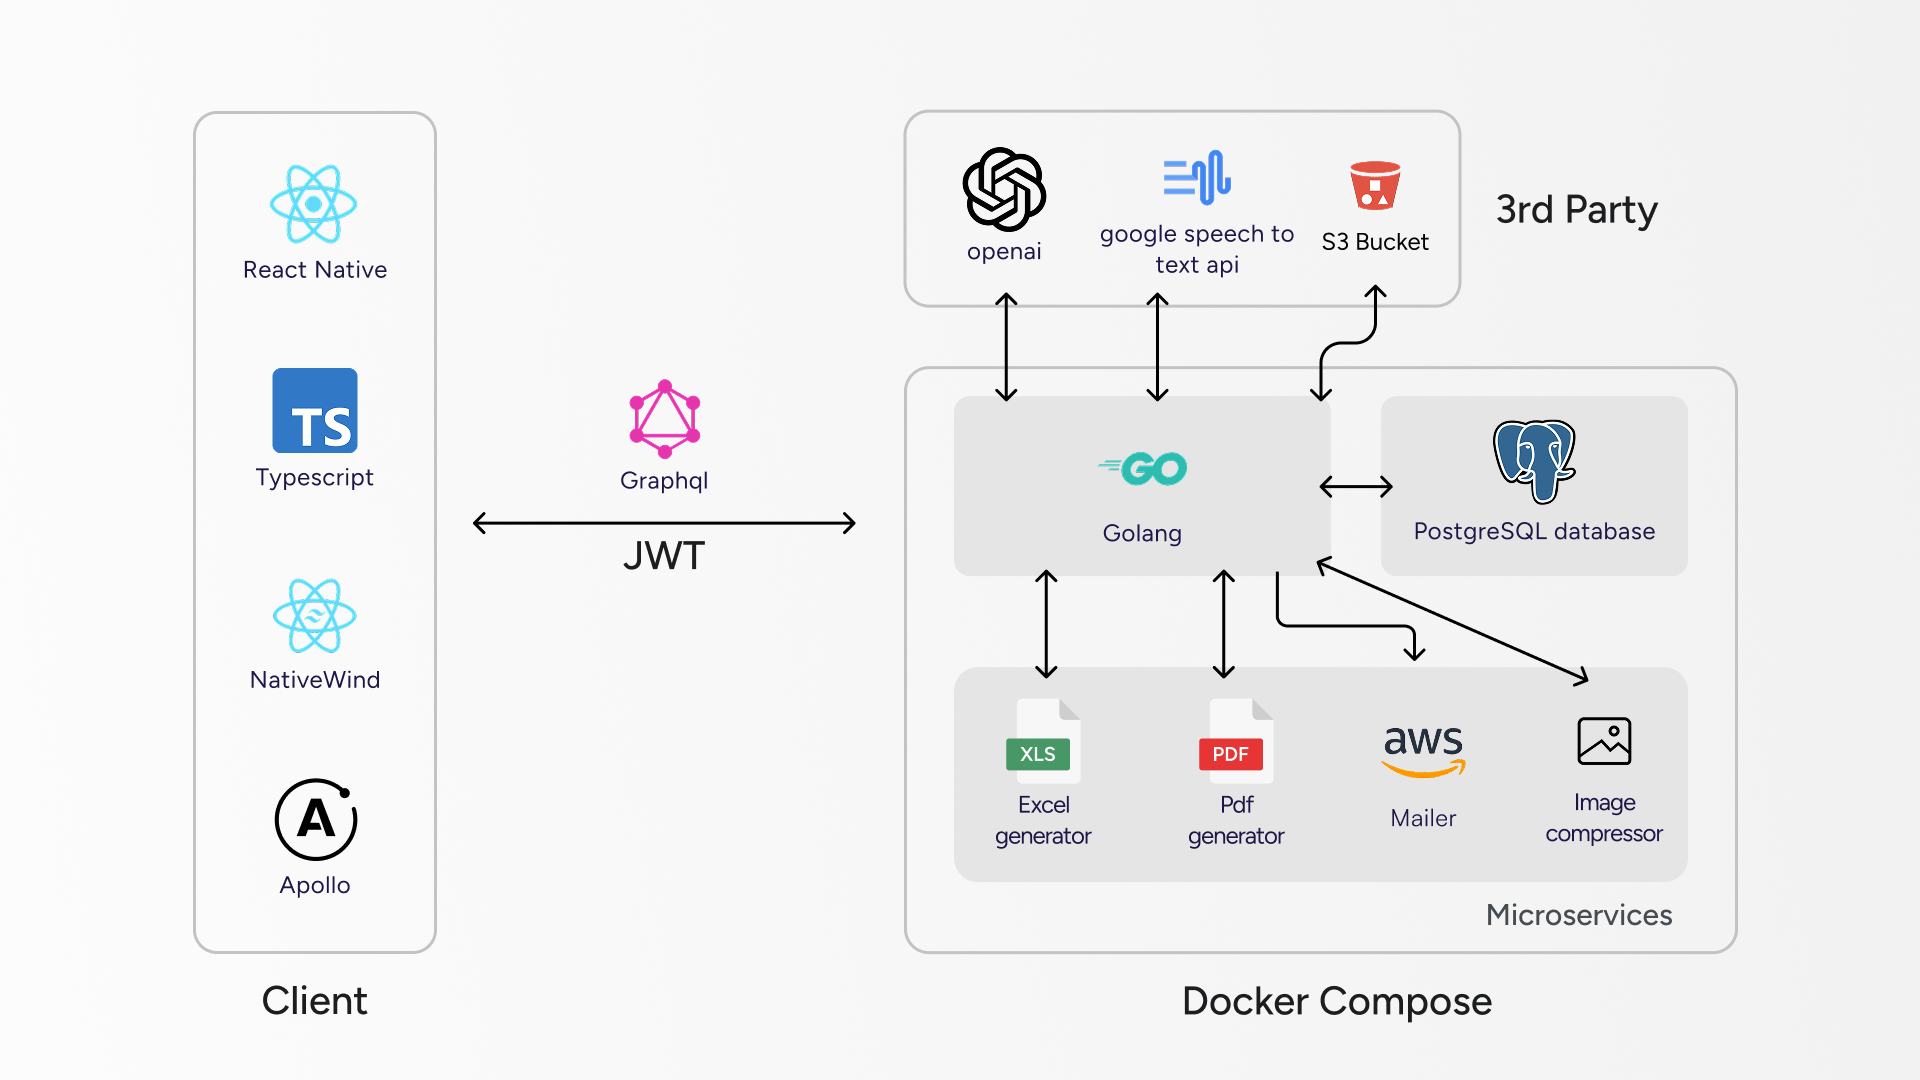 React Native
TS
Typescript
NativeWind
A
Apollo
Client
Graphql
JWT
openai
google speech to
text api
S3 Bucket
3rd Party
GO
Golang
PostgreSQL database
XLS
Excel
generator
PDF
Pdf
generator
aws
Mailer
Image
compressor
Microservices
Docker Compose